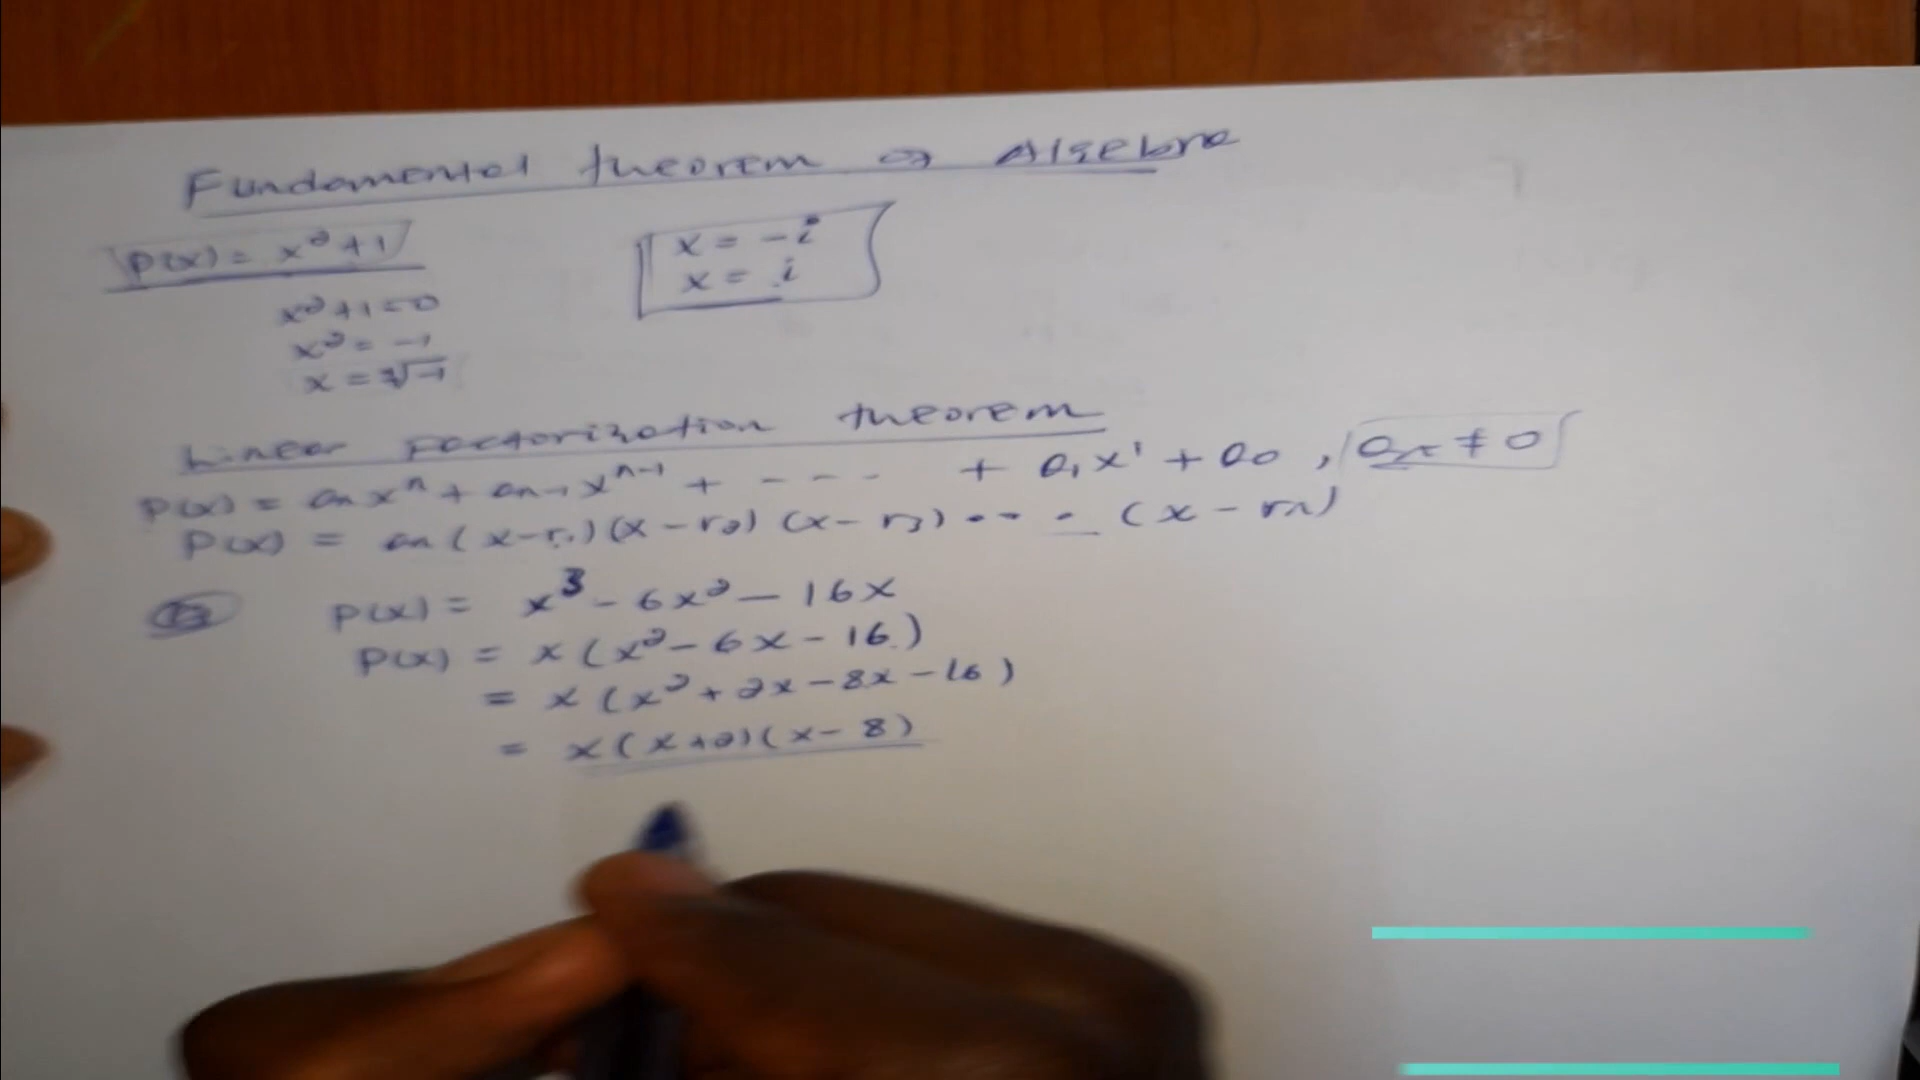 Fundamental theorem of Algebra
P(x) = x² + 1
x = -i
x = i
x² + 1 = 0
x² = -1
x = ±√-1
Linear Factorization theorem
P(x) = aₙxⁿ + aₙ₋₁xⁿ⁻¹ + - - - - + a₁x¹ + a₀ , aₙ ≠ 0
P(x) = aₙ(x-r₁)(x-r₂)(x-r₃) - - - - (x-rₙ)
P(x) = x³ - 6x² - 16x
P(x) = x(x² - 6x - 16)
= x(x² + 2x - 8x - 16)
= x(x+2)(x-8)